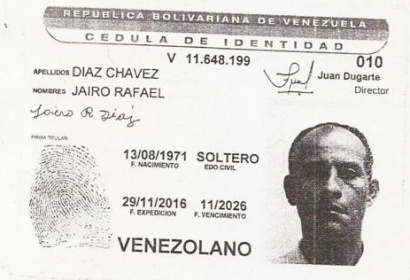 REPUBLICA BOLIVARIANA DE VENEZUELA
CEDULA DE IDENTIDAD
V 11.648.199 010
APELLIDOS DIAZ CHAVEZ
Juan Dugarte
Director
NOMBRES JAIRO RAFAEL
Jairo R Diaz
FIRMA TITULAR
13/08/1971 SOLTERO
F. NACIMIENTO EDO CIVIL
29/11/2016 11/2026
F. EXPEDICION F. VENCIMIENTO
VENEZOLANO